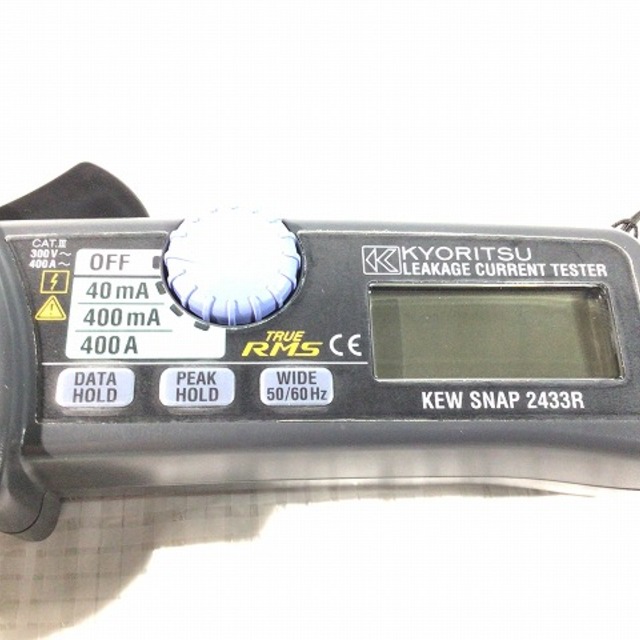 CAT.III
300V~
400A~
OFF
40mA
400mA
400A
KYORITSU
LEAKAGE CURRENT TESTER
TRUE
RMS CE
DATA
HOLD
PEAK
HOLD
WIDE
50/60Hz
KEW SNAP 2433R